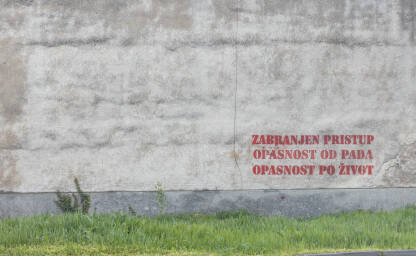 ZABRANJEN PRISTUP
OPASNOST OD PADA
OPASNOST PO ŽIVOT